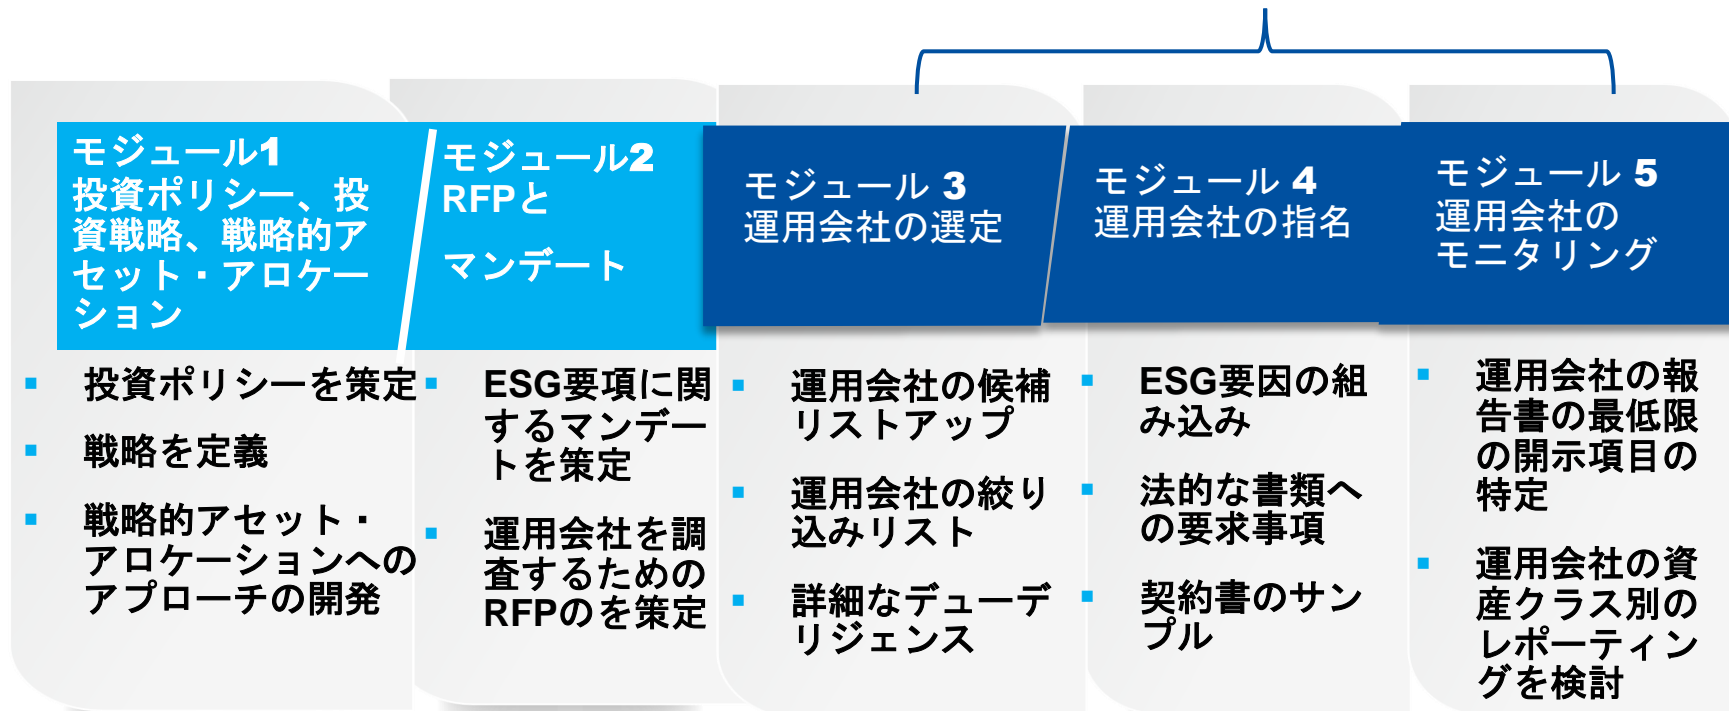 モジュール1
投資ポリシー、投
資戦略、戦略的ア
セット・アロケー
ション
投資ポリシーを策定
戦略を定義
戦略的アセット・
アロケーションへの
アプローチの開発
モジュール2
RFPと
マンデート
ESG要項に関
するマンデー
トを策定
運用会社を調
査するための
RFPのを策定
モジュール 3
運用会社の選定
運用会社の候補
リストアップ
運用会社の絞り
込みリスト
詳細なデューデ
リジェンス
モジュール 4
運用会社の指名
ESG要因の組
み込み
法的な書類へ
の要求事項
契約書のサン
プル
モジュール 5
運用会社の
モニタリング
運用会社の報
告書の最低限
の開示項目の
特定
運用会社の資
産クラス別の
レポーティン
グを検討